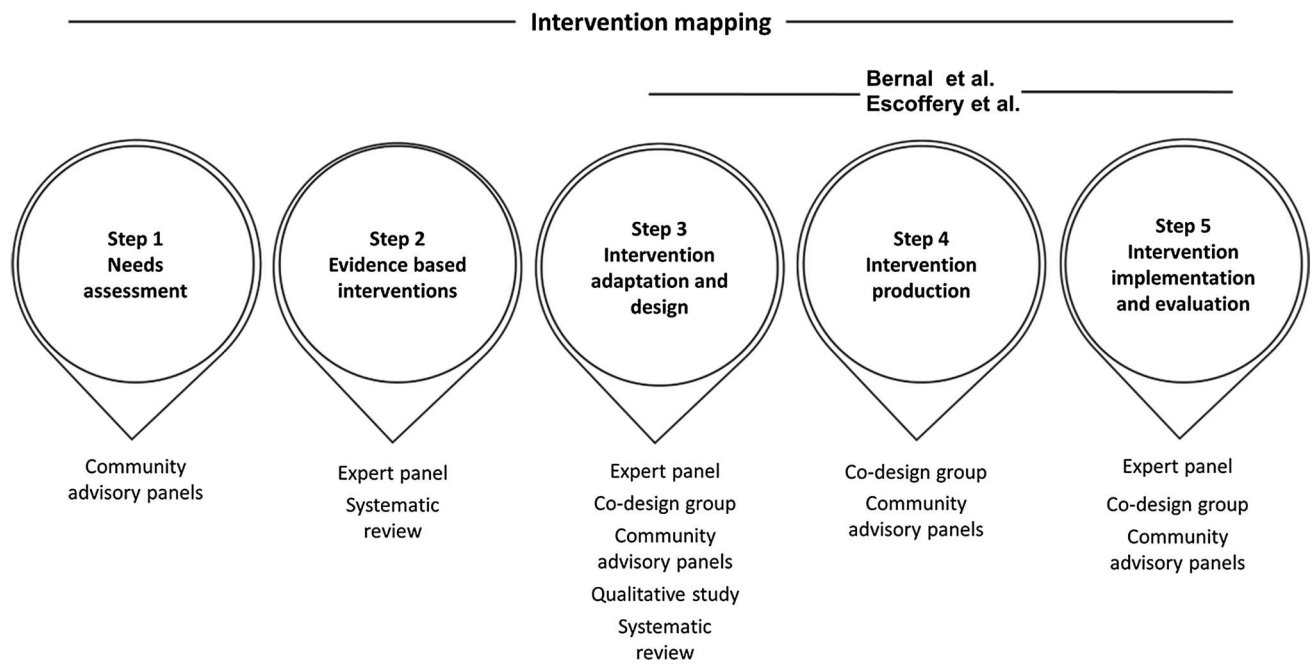 Intervention mapping
Bernal et al.
Escoffery et al.
Step 1
Needs
assessment
Step 2
Evidence based
interventions
Step 3
Intervention
adaptation and
design
Step 4
Intervention
production
Step 5
Intervention
implementation
and evaluation
Community
advisory panels
Expert panel
Systematic
review
Expert panel
Co-design group
Community
advisory panels
Qualitative study
Systematic
review
Co-design group
Community
advisory panels
Expert panel
Co-design group
Community
advisory panels